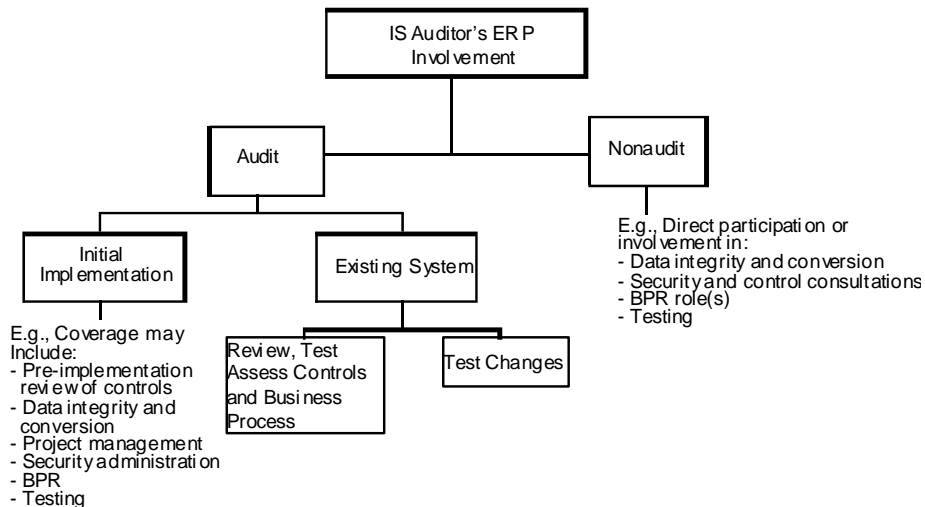 IS Auditor's ERP
Involvement
Audit
Nonaudit
Initial
Implementation
Existing System
E.g., Direct participation or
involvement in:
- Data integrity and conversion
- Security and control consultations
- BPR role(s)
- Testing
E.g., Coverage may
Include:
- Pre-implementation
review of controls
- Data integrity and
conversion
- Project management
- Security administration
- BPR
- Testing
Review, Test
Assess Controls
and Business
Process
Test Changes